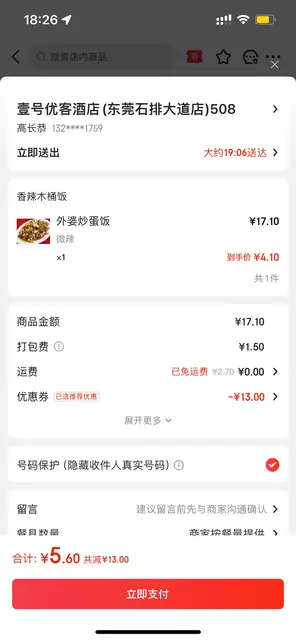 18:26
搜索店内商品
券
壹号优客酒店(东莞石排大道店)508
高长恭 132****1759
立即送出 大约19:06送达
香辣木桶饭
外婆炒蛋饭 ¥17.10
微辣
×1 到手价 ¥4.10
共1件
商品金额 ¥17.10
打包费 ¥1.50
运费 已免运费 ¥2.70 ¥0.00
优惠券 已选推荐优惠 -¥13.00
展开更多
号码保护 (隐藏收件人真实号码)
留言 建议留言前先与商家沟通确认
餐具数量 商家按餐量提供
合计: ¥5.60 共减¥13.00
立即支付